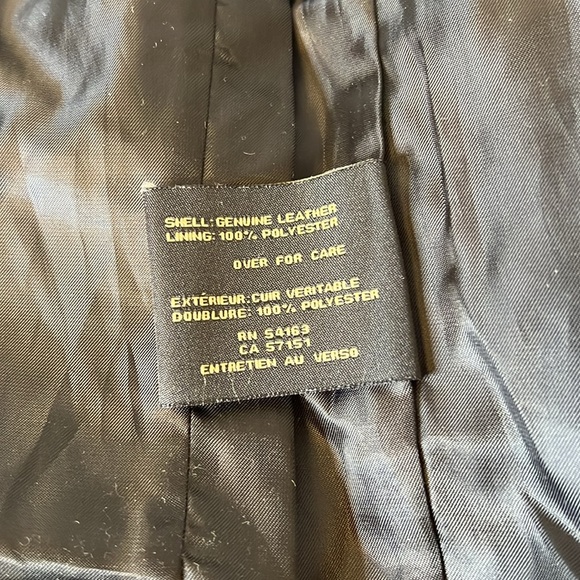 SHELL: GENUINE LEATHER
LINING: 100% POLYESTER
OVER FOR CARE
EXTÉRIEUR: CUIR VERITABLE
DOUBLURE: 100% POLYESTER
RN 54163
CA 57151
ENTRETIEN AU VERSO